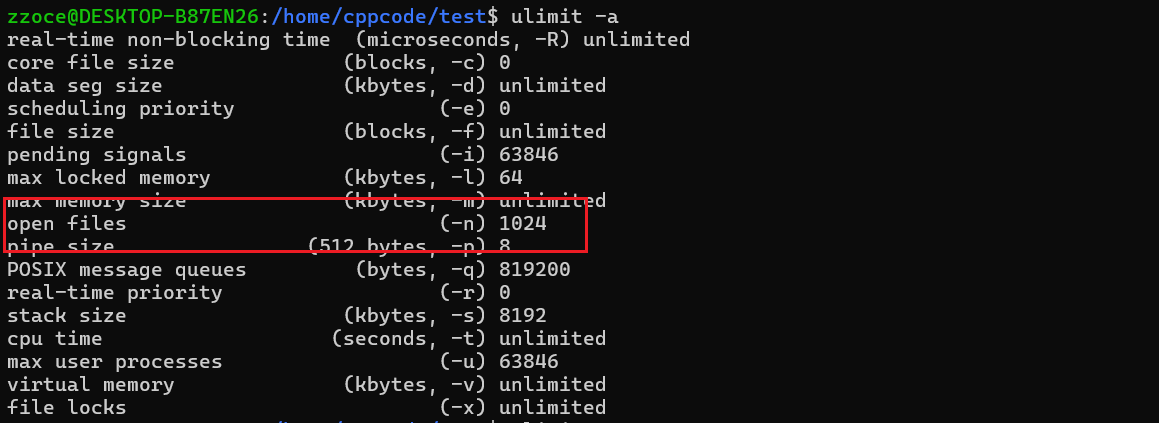 zzoce@DESKTOP-B87EN26:/home/cppcode/test$ ulimit -a
real-time non-blocking time  (microseconds, -R) unlimited
core file size              (blocks, -c) 0
data seg size               (kbytes, -d) unlimited
scheduling priority                 (-e) 0
file size                   (blocks, -f) unlimited
pending signals                     (-i) 63846
max locked memory           (kbytes, -l) 64
max memory size             (kbytes, -m) unlimited
open files                          (-n) 1024
pipe size                (512 bytes, -p) 8
POSIX message queues         (bytes, -q) 819200
real-time priority                  (-r) 0
stack size                  (kbytes, -s) 8192
cpu time                   (seconds, -t) unlimited
max user processes                  (-u) 63846
virtual memory              (kbytes, -v) unlimited
file locks                          (-x) unlimited